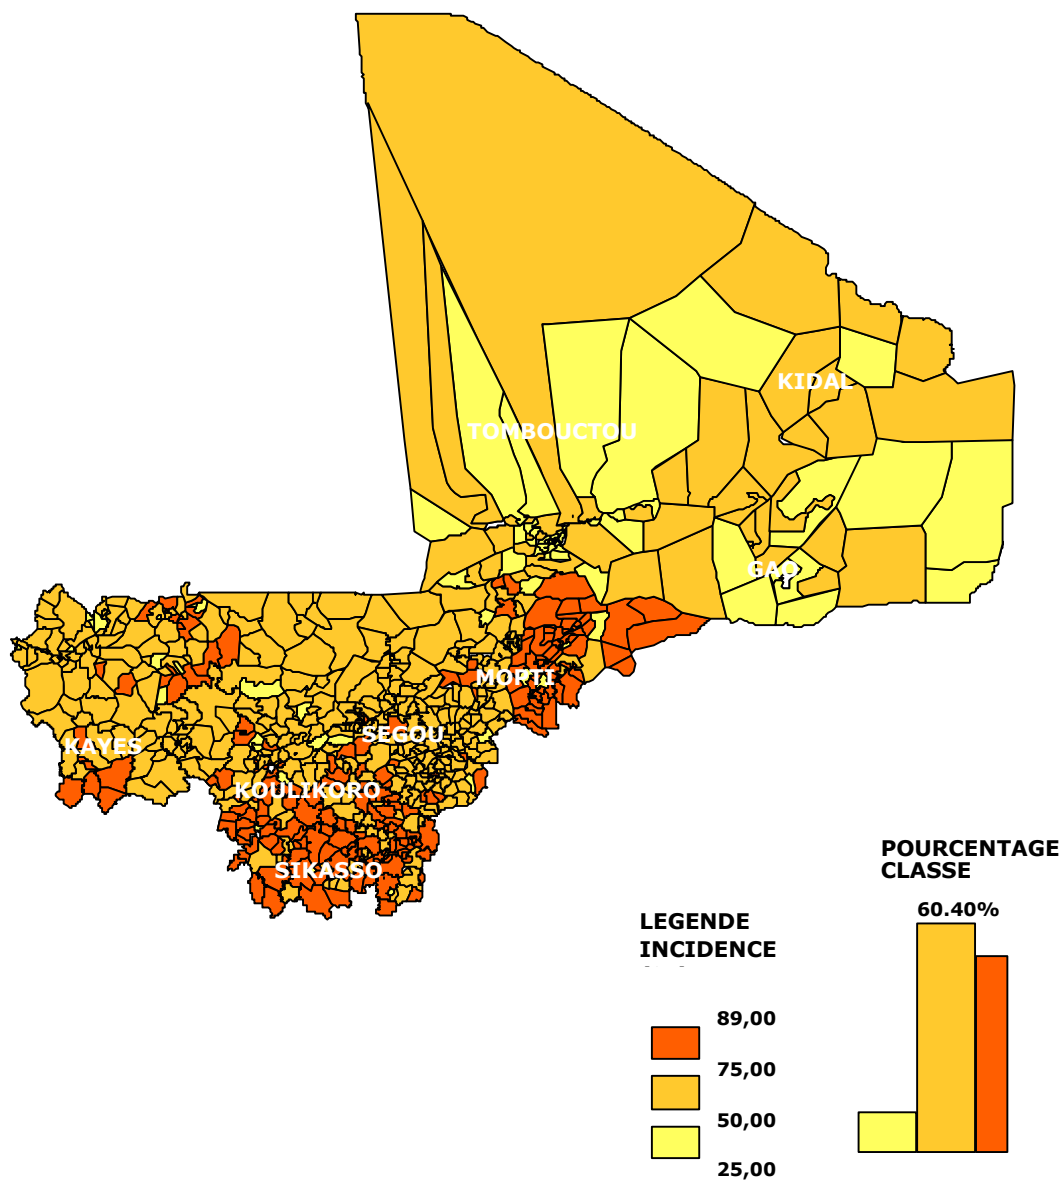 KIDAL
TOMBOUCTOU
GAO
MOPTI
SEGOU
KAYES
KOULIKORO
SIKASSO
POURCENTAGE
CLASSE
60.40%
LEGENDE
INCIDENCE
89,00
75,00
50,00
25,00